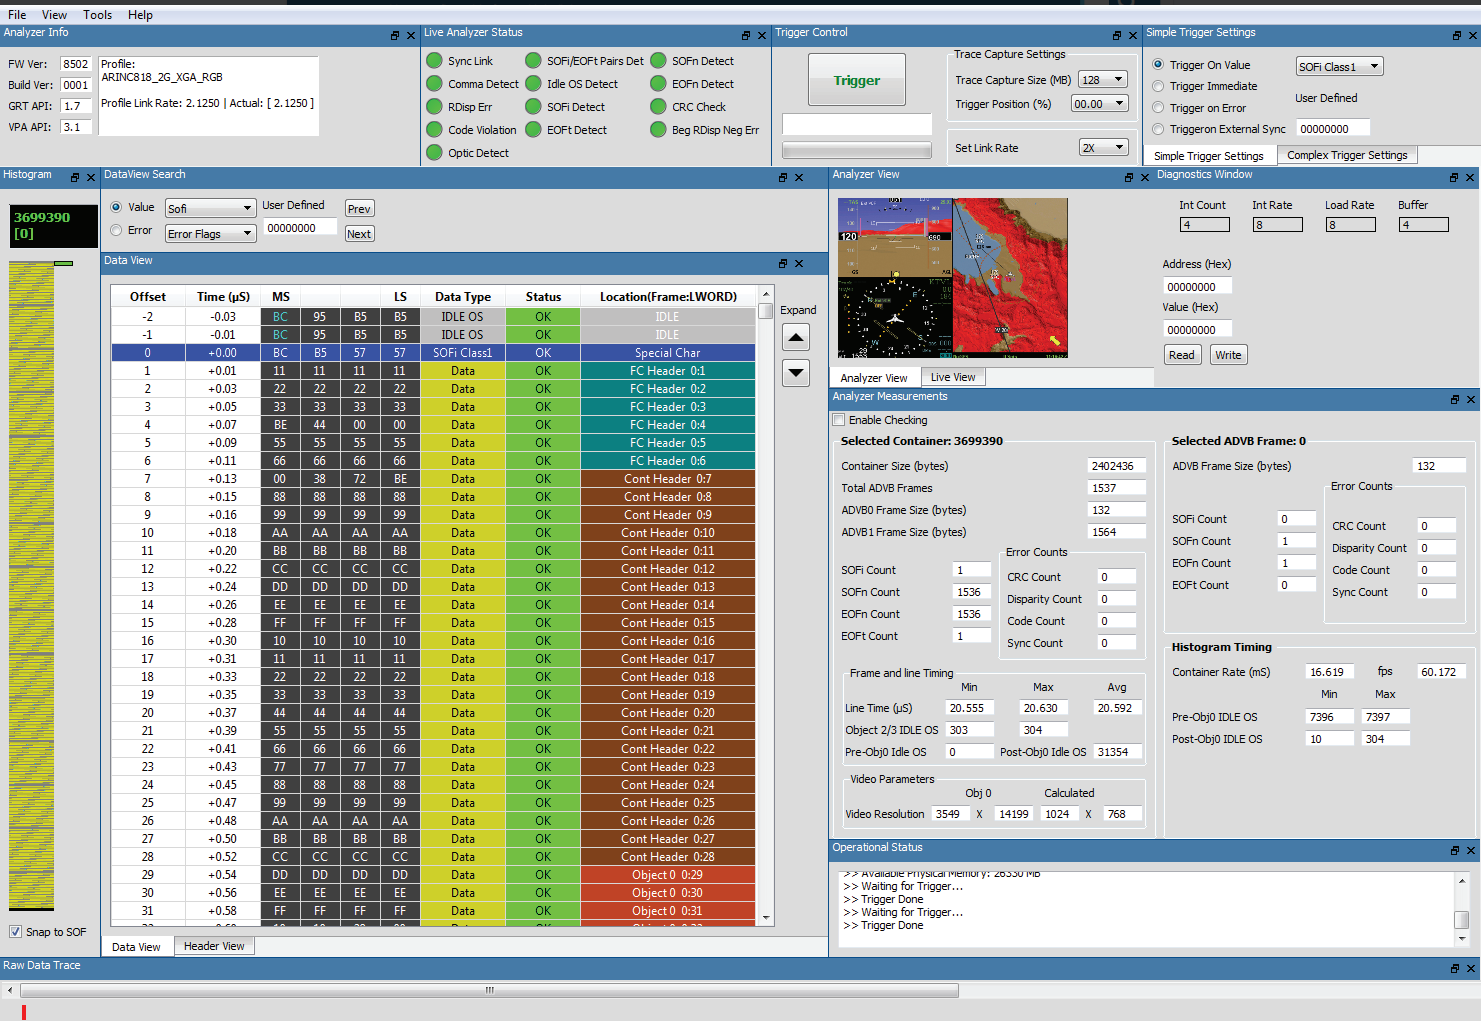 File View Tools Help
Analyzer Info
FW Ver: 8502
Build Ver: 0001
GRT API: 1.7
VPA API: 3.1
Profile:
ARINC818_2G_XGA_RGB
Profile Link Rate: 2.1250 | Actual: [ 2.1250 ]
Live Analyzer Status
Sync Link SOFi/EOFt Pairs Det SOFn Detect
Comma Detect Idle OS Detect EOFn Detect
RDisp Err SOFi Detect CRC Check
Code Violation EOFt Detect Beg RDisp Neg Err
Optic Detect
Trigger Control
Trigger
Trace Capture Settings
Trace Capture Size (MB) 128
Trigger Position (%) 00.00
Set Link Rate 2X
Simple Trigger Settings
Trigger On Value SOFi Class1
Trigger Immediate
User Defined
Trigger on Error
Triggeron External Sync 00000000
Simple Trigger Settings Complex Trigger Settings
Histogram
3699390
[0]
Snap to SOF
DataView Search
Value Sofi User Defined Prev
Error Error Flags 00000000 Next
Data View
Offset Time (µS) MS LS Data Type Status Location(Frame:LWORD)
-2 -0.03 BC 95 B5 B5 IDLE OS OK IDLE
-1 -0.01 BC 95 B5 B5 IDLE OS OK IDLE
0 +0.00 BC B5 57 57 SOFi Class1 OK Special Char
1 +0.01 11 11 11 11 Data OK FC Header 0:1
2 +0.03 22 22 22 22 Data OK FC Header 0:2
3 +0.05 33 33 33 33 Data OK FC Header 0:3
4 +0.07 BE 44 00 00 Data OK FC Header 0:4
5 +0.09 55 55 55 55 Data OK FC Header 0:5
6 +0.11 66 66 66 66 Data OK FC Header 0:6
7 +0.13 00 38 72 BE Data OK Cont Header 0:7
8 +0.15 88 88 88 88 Data OK Cont Header 0:8
9 +0.16 99 99 99 99 Data OK Cont Header 0:9
10 +0.18 AA AA AA AA Data OK Cont Header 0:10
11 +0.20 BB BB BB BB Data OK Cont Header 0:11
12 +0.22 CC CC CC CC Data OK Cont Header 0:12
13 +0.24 DD DD DD DD Data OK Cont Header 0:13
14 +0.26 EE EE EE EE Data OK Cont Header 0:14
15 +0.28 FF FF FF FF Data OK Cont Header 0:15
16 +0.30 10 10 10 10 Data OK Cont Header 0:16
17 +0.31 11 11 11 11 Data OK Cont Header 0:17
18 +0.33 22 22 22 22 Data OK Cont Header 0:18
19 +0.35 33 33 33 33 Data OK Cont Header 0:19
20 +0.37 44 44 44 44 Data OK Cont Header 0:20
21 +0.39 55 55 55 55 Data OK Cont Header 0:21
22 +0.41 66 66 66 66 Data OK Cont Header 0:22
23 +0.43 77 77 77 77 Data OK Cont Header 0:23
24 +0.45 88 88 88 88 Data OK Cont Header 0:24
25 +0.47 99 99 99 99 Data OK Cont Header 0:25
26 +0.48 AA AA AA AA Data OK Cont Header 0:26
27 +0.50 BB BB BB BB Data OK Cont Header 0:27
28 +0.52 CC CC CC CC Data OK Cont Header 0:28
29 +0.54 DD DD DD DD Data OK Object 0 0:29
30 +0.56 EE EE EE EE Data OK Object 0 0:30
31 +0.58 FF FF FF FF Data OK Object 0 0:31
Expand
Data View Header View
Analyzer View
120
690
Analyzer View Live View
Diagnostics Window
Int Count Int Rate Load Rate Buffer
4 8 8 4
Address (Hex)
00000000
Value (Hex)
00000000
Read Write
Analyzer Measurements
Enable Checking
Selected Container: 3699390
Container Size (bytes) 2402436
Total ADVB Frames 1537
ADVB0 Frame Size (bytes) 132
ADVB1 Frame Size (bytes) 1564
SOFi Count 1
SOFn Count 1536
EOFn Count 1536
EOFt Count 1
Error Counts
CRC Count 0
Disparity Count 0
Code Count 0
Sync Count 0
Frame and line Timing
Min Max Avg
Line Time (µS) 20.555 20.630 20.592
Object 2/3 IDLE OS 303 304
Pre-Obj0 Idle OS 0 Post-Obj0 Idle OS 31354
Video Parameters
Obj 0 Calculated
Video Resolution 3549 X 14199 1024 X 768
Selected ADVB Frame: 0
ADVB Frame Size (bytes) 132
SOFi Count 0
SOFn Count 1
EOFn Count 1
EOFt Count 0
Error Counts
CRC Count 0
Disparity Count 0
Code Count 0
Sync Count 0
Histogram Timing
Container Rate (mS) 16.619 fps 60.172
Min Max
Pre-Obj0 IDLE OS 7396 7397
Post-Obj0 IDLE OS 10 304
Operational Status
>> Available Physical Memory: 26330 MB
>> Waiting for Trigger...
>> Trigger Done
>> Waiting for Trigger...
>> Trigger Done
Raw Data Trace